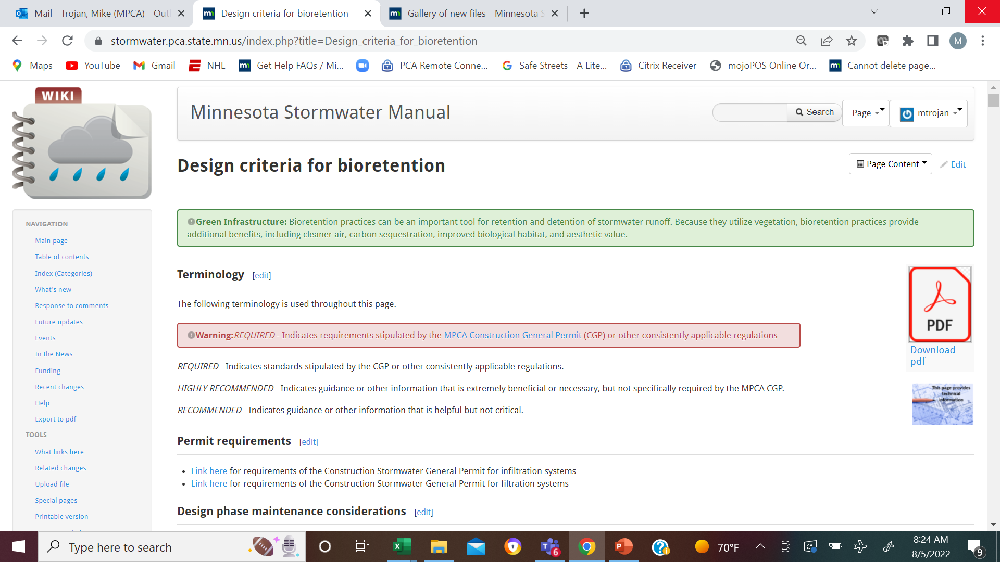 Mail - Trojan, Mike (MPCA) - Outl
Design criteria for bioretention -
Gallery of new files - Minnesota S
stormwater.pca.state.mn.us/index.php?title=Design_criteria_for_bioretention
M
Maps
YouTube
Gmail
NHL
Get Help FAQs / Mi...
PCA Remote Conne...
Safe Streets - A Lite...
Citrix Receiver
mojoPOS Online Or...
Cannot delete page...
WIKI
Minnesota Stormwater Manual
Search
Page
mtrojan
Design criteria for bioretention
Page Content
Edit
NAVIGATION
Main page
Table of contents
Index (Categories)
What's new
Response to comments
Future updates
Events
In the News
Funding
Recent changes
Help
Export to pdf
TOOLS
What links here
Related changes
Upload file
Special pages
Printable version
Green Infrastructure: Bioretention practices can be an important tool for retention and detention of stormwater runoff. Because they utilize vegetation, bioretention practices provide
additional benefits, including cleaner air, carbon sequestration, improved biological habitat, and aesthetic value.
Terminology [edit]
The following terminology is used throughout this page.
Warning:REQUIRED - Indicates requirements stipulated by the MPCA Construction General Permit (CGP) or other consistently applicable regulations
REQUIRED - Indicates standards stipulated by the CGP or other consistently applicable regulations.
HIGHLY RECOMMENDED - Indicates guidance or other information that is extremely beneficial or necessary, but not specifically required by the MPCA CGP.
RECOMMENDED - Indicates guidance or other information that is helpful but not critical.
PDF
Download
pdf
This page provides
technical
information
Permit requirements [edit]
• Link here for requirements of the Construction Stormwater General Permit for infiltration systems
• Link here for requirements of the Construction Stormwater General Permit for filtration systems
Design phase maintenance considerations [edit]
Type here to search
6
70°F
8:24 AM
8/5/2022
9